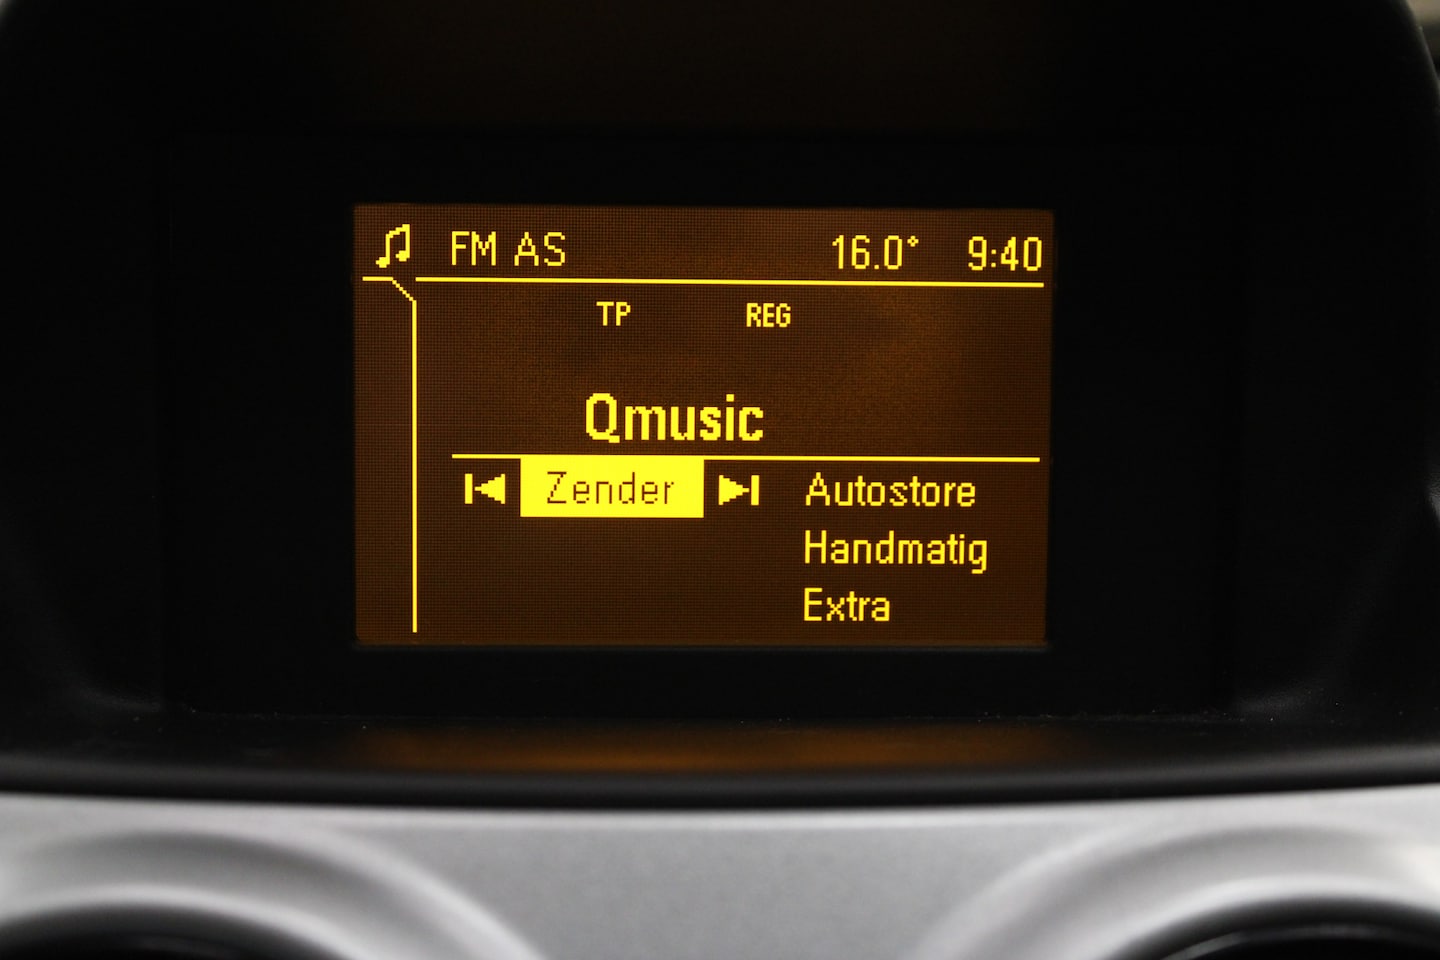 FM AS 16.0° 9:40
TP REG
Qmusic
Zender Autostore
Handmatig
Extra